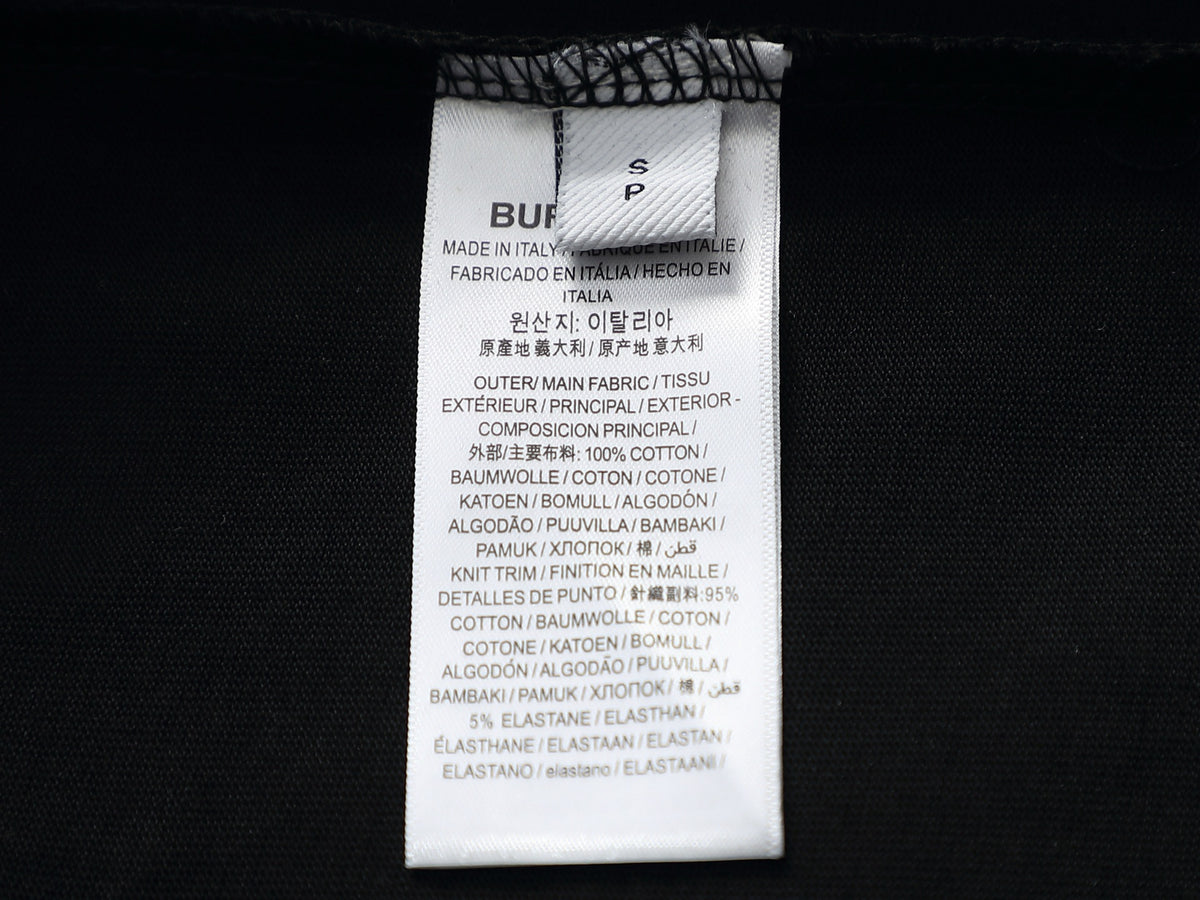 S
P
BUR
MADE IN ITALY / FABRIQUE EN ITALIE /
FABRICADO EN ITÁLIA / HECHO EN
ITALIA
원산지: 이탈리아
原產地 義大利 / 原产地 意大利
OUTER/ MAIN FABRIC / TISSU
EXTÉRIEUR / PRINCIPAL / EXTERIOR -
COMPOSICION PRINCIPAL /
外部/主要布料: 100% COTTON /
BAUMWOLLE / COTON / COTONE /
KATOEN / BOMULL / ALGODÓN /
ALGODÃO / PUUVILLA / BAMBAKI /
PAMUK / ХЛОПОК / 棉 / قطن
KNIT TRIM / FINITION EN MAILLE /
DETALLES DE PUNTO / 針織副料:95%
COTTON / BAUMWOLLE / COTON /
COTONE / KATOEN / BOMULL /
ALGODÓN / ALGODÃO / PUUVILLA /
BAMBAKI / PAMUK / ХЛОПОК / 棉 / قطن
5% ELASTANE / ELASTHAN /
ÉLASTHANE / ELASTAAN / ELASTAN /
ELASTANO / elastano / ELASTAANI /